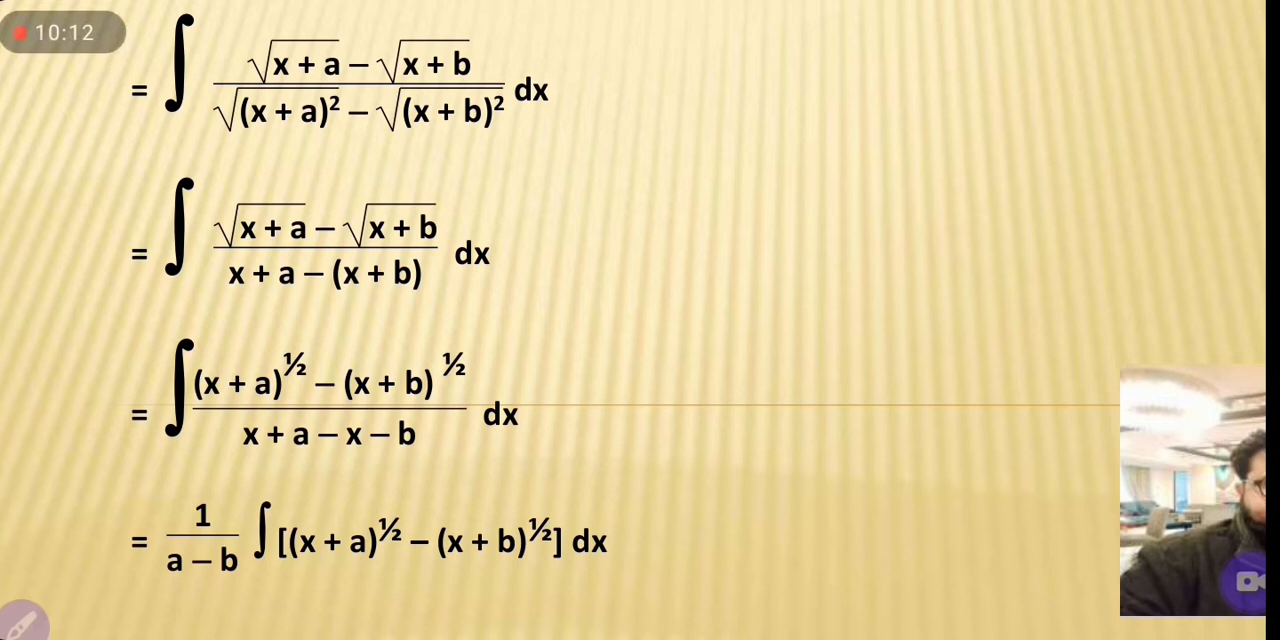 10:12
= ∫ (√(x + a) – √(x + b)) / (√(x + a)² – √(x + b)²) dx
= ∫ (√(x + a) – √(x + b)) / (x + a – (x + b)) dx
= ∫ ((x + a)^½ – (x + b)^½) / (x + a – x – b) dx
= 1 / (a – b) ∫ [(x + a)^½ – (x + b)^½] dx